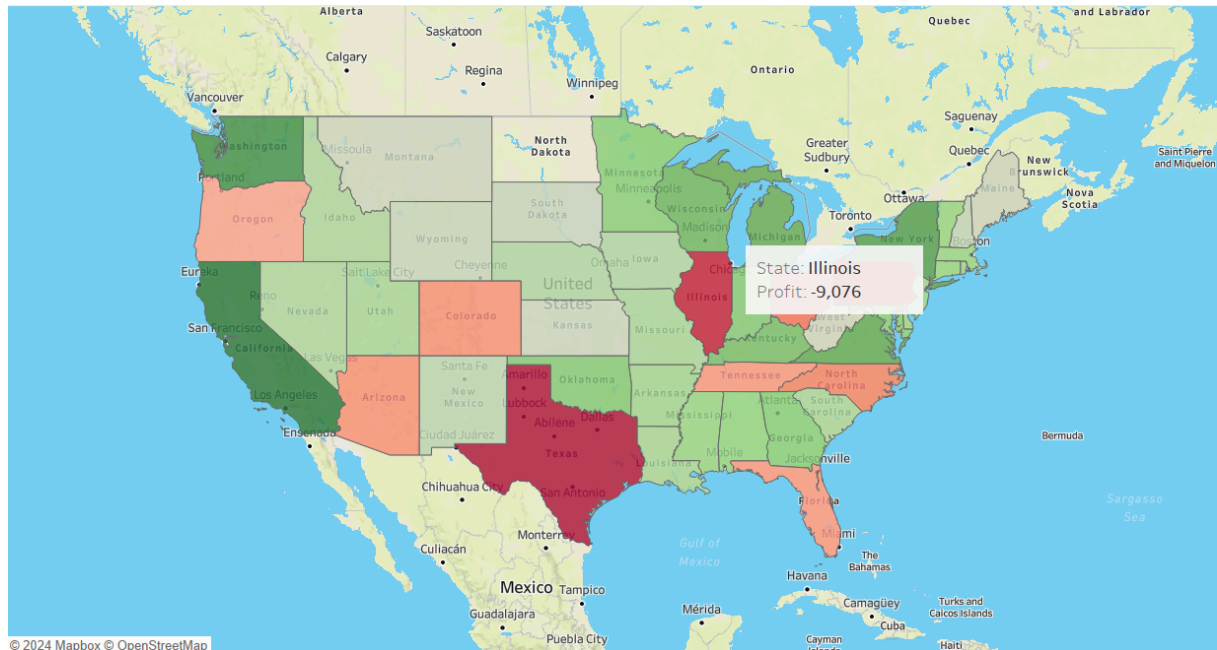 Alberta
Saskatoon
Quebec
and Labrador
Calgary
Regina
Ontario
Winnipeg
Vancouver
Saguenay
Washington
Missoula
Montana
North
Dakota
Greater
Sudbury
Quebec
New
Brunswick
Saint Pierre
and Miquelon
Portland
Minnesota
Minneapolis
Maine
Ottawa
Nova
Scotia
Oregon
Idaho
South
Dakota
Wisconsin
Toronto
Madison
Michigan
New York
Boston
Wyoming
Eureka
Salt Lake City
Cheyenne
Omaha
Iowa
State: Illinois
Profit: -9,076
Reno
Nevada
Utah
Colorado
United
States
Illinois
San Francisco
California
Kansas
Missouri
West
Virginia
Kentucky
Las Vegas
Santa Fe
Amarillo
Oklahoma
Tennessee
North
Carolina
Los Angeles
Arizona
New
Mexico
Lubbock
Arkansas
Mississippi
Atlanta
South
Carolina
Ensenada
Ciudad Juárez
Abilene
Dallas
Georgia
Bermuda
Texas
Louisiana
Mobile
Jacksonville
Chihuahua City
San Antonio
Florida
Sargasso
Sea
Monterrey
Miami
Culiacán
Gulf of
Mexico
The
Bahamas
Mexico
Tampico
Havana
Guadalajara
Mérida
Camagüey
Turks and
Caicos Islands
Cuba
Puebla City
Cayman
Islands
Haiti
© 2024 Mapbox © OpenStreetMap